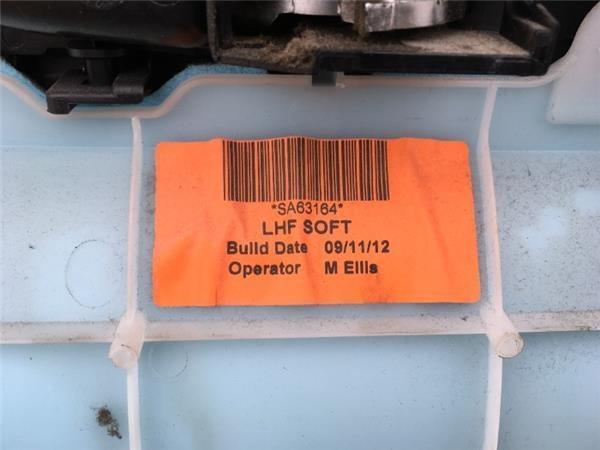 *SA63164*
LHF SOFT
Build Date 09/11/12
Operator M Ellis